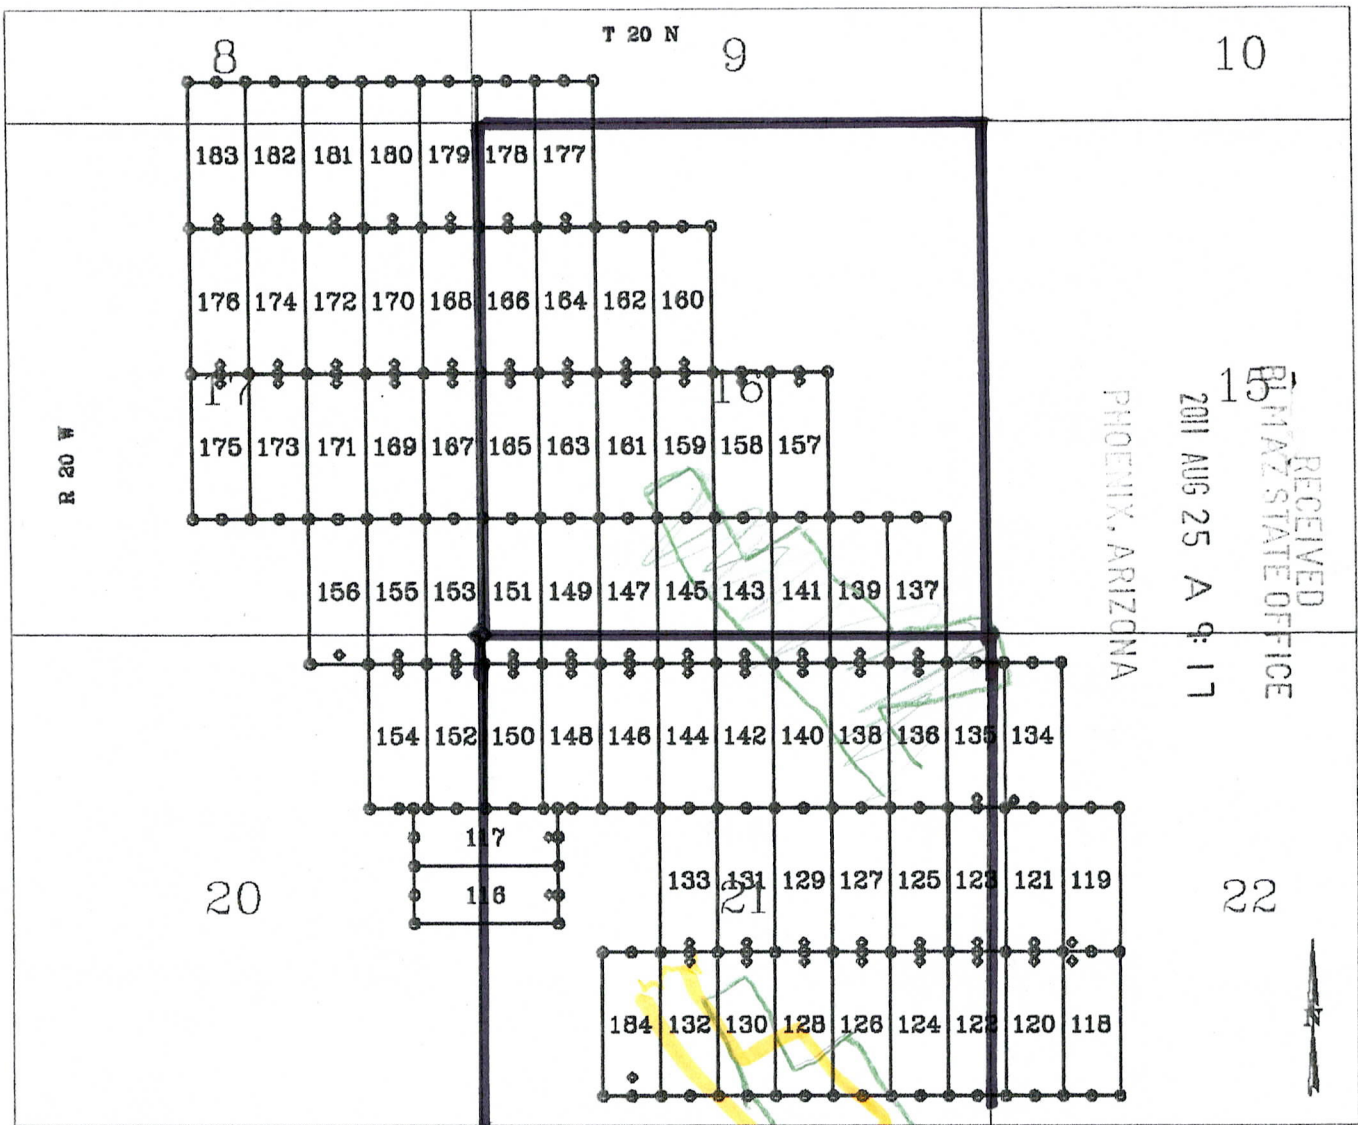 T 20 N
8 9 10
183 182 181 180 179 178 177
176 174 172 170 168 166 164 162 160
17 16 15
R 20 W
175 173 171 169 167 165 163 161 159 158 157
156 155 153 151 149 147 145 143 141 139 137
154 152 150 148 146 144 142 140 138 136 135 134
117
116
133 131 129 127 125 123 121 119
20 21 22
184 132 130 128 126 124 122 120 118
RECEIVED
BLM AZ STATE OFFICE
2011 AUG 25 A 9:17
PHOENIX, ARIZONA
N